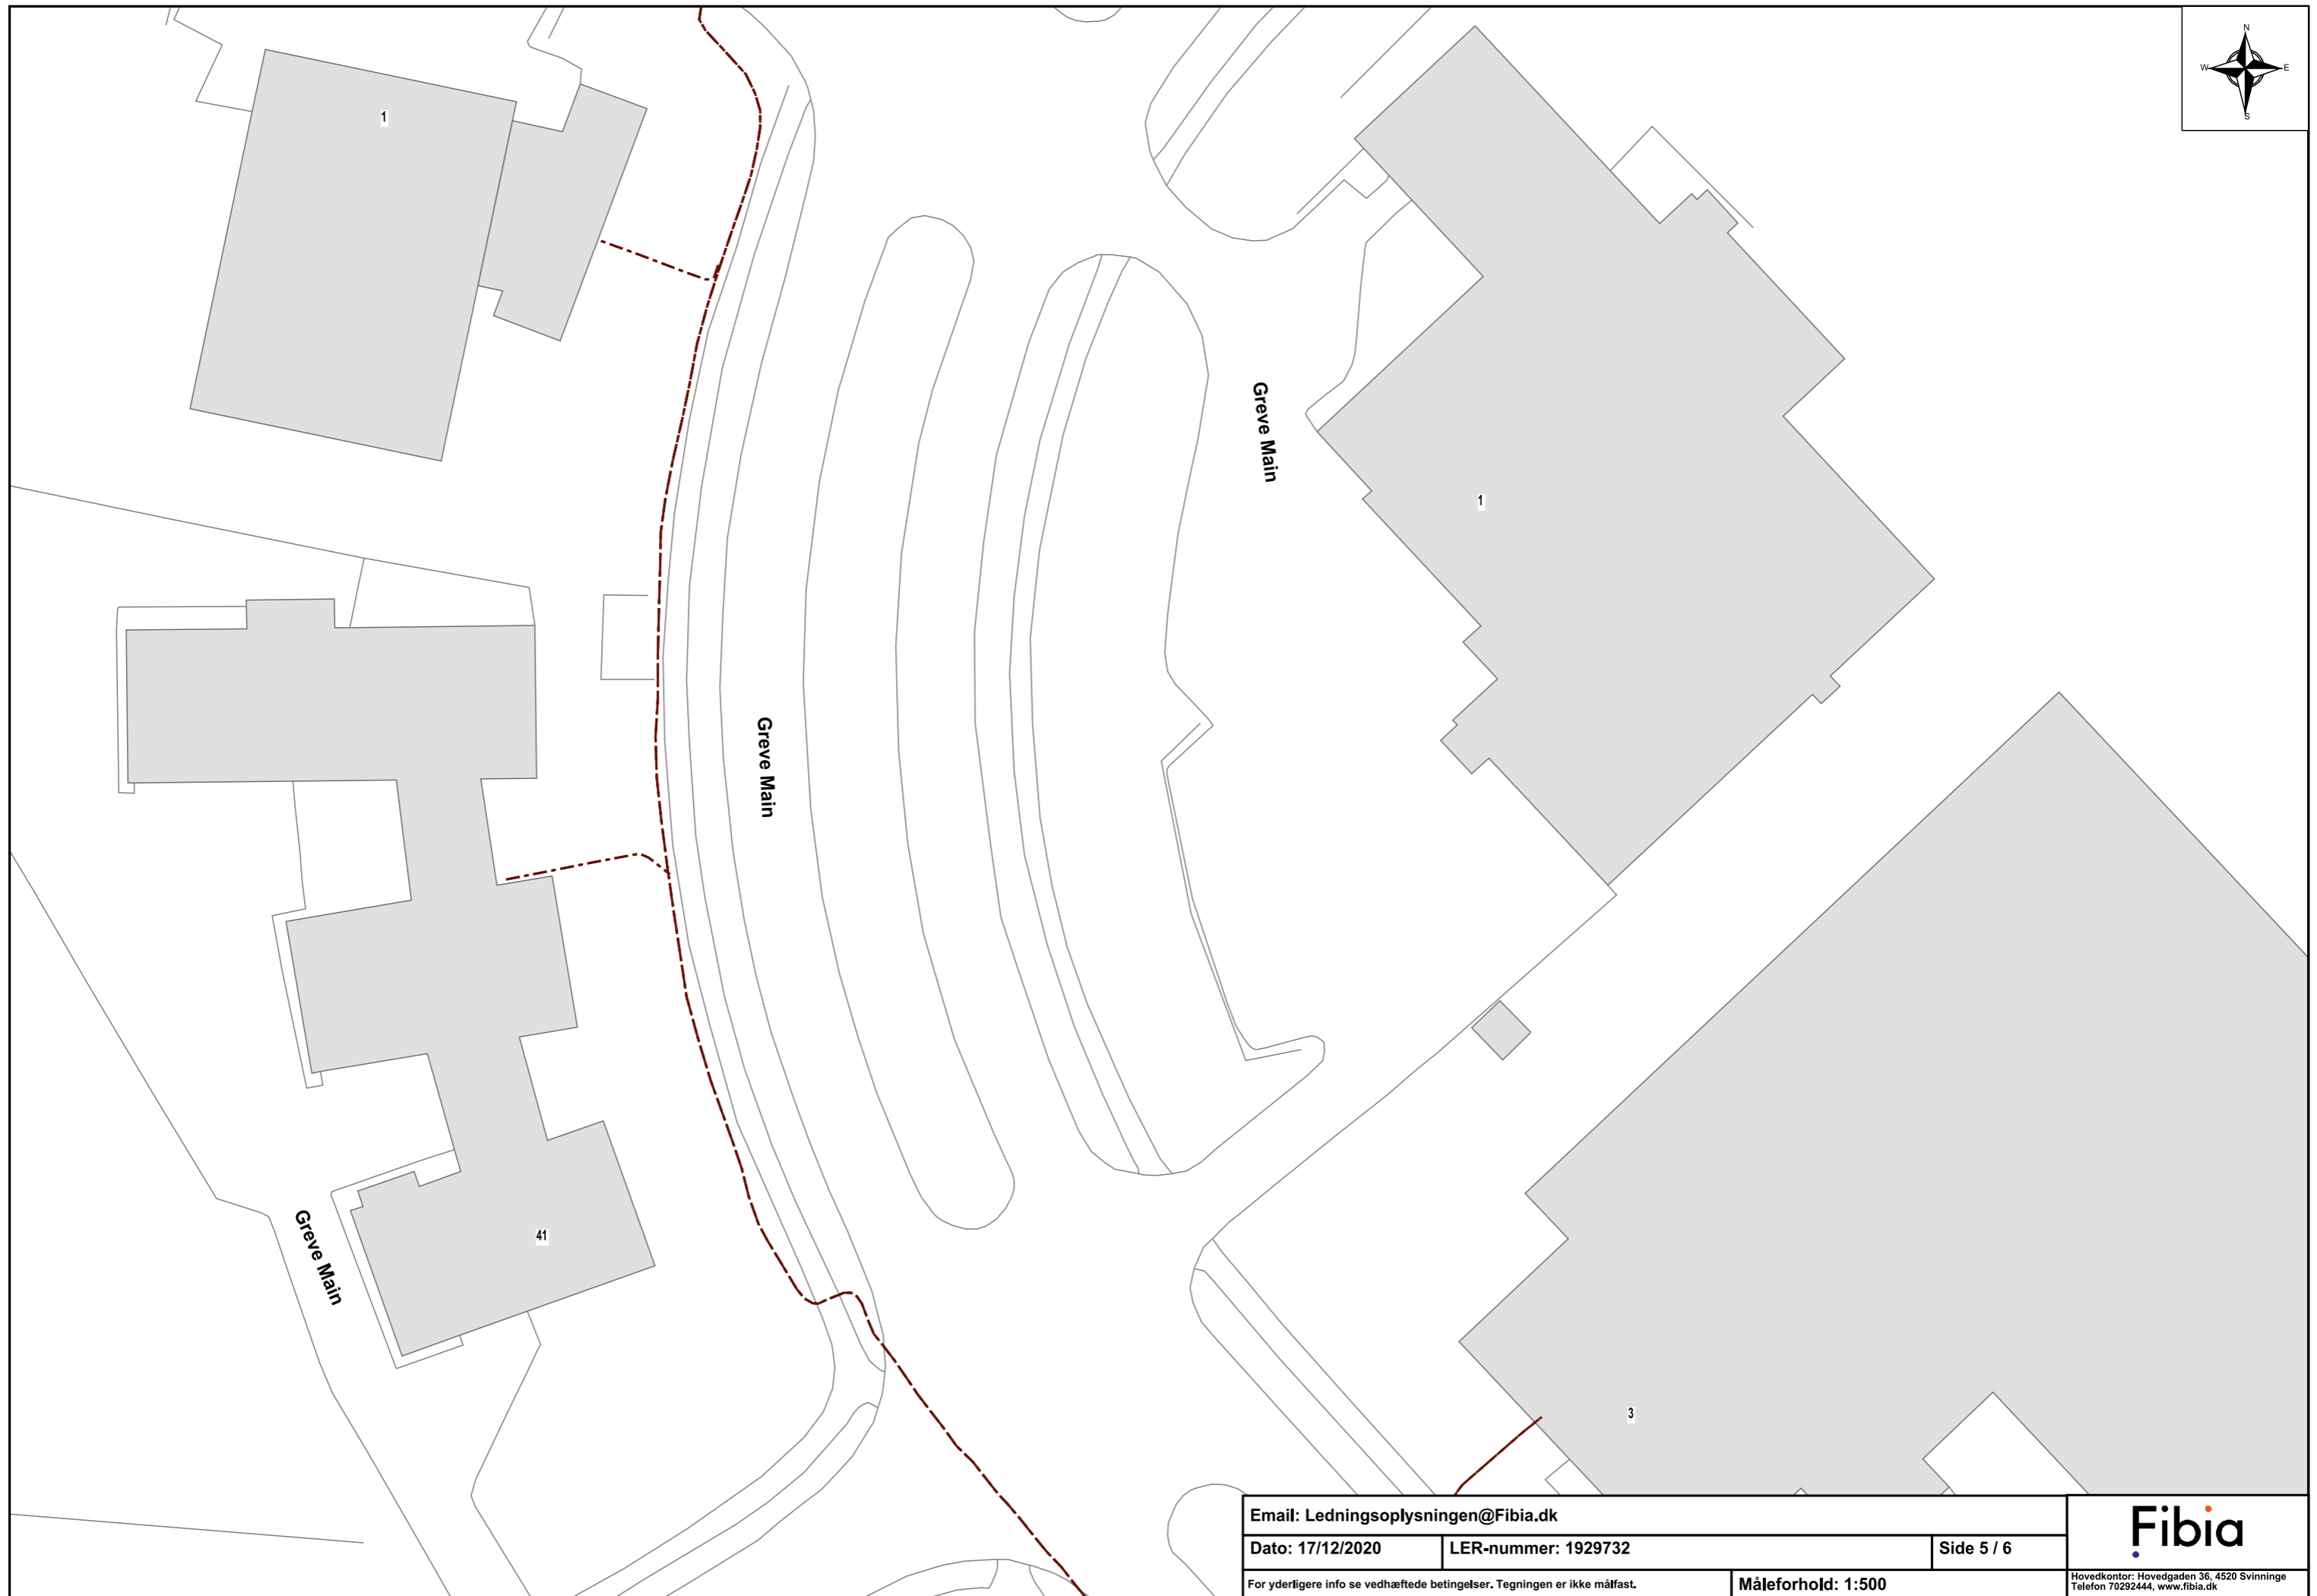 N
W E
S
1
Greve Main
1
Greve Main
Greve Main
41
3
Email: Ledningsoplysningen@Fibia.dk
Dato: 17/12/2020 LER-nummer: 1929732 Side 5 / 6
For yderligere info se vedhæftede betingelser. Tegningen er ikke målfast. Måleforhold: 1:500
Fibia
Hovedkontor: Hovedgaden 36, 4520 Svinninge
Telefon 70292444, www.fibia.dk